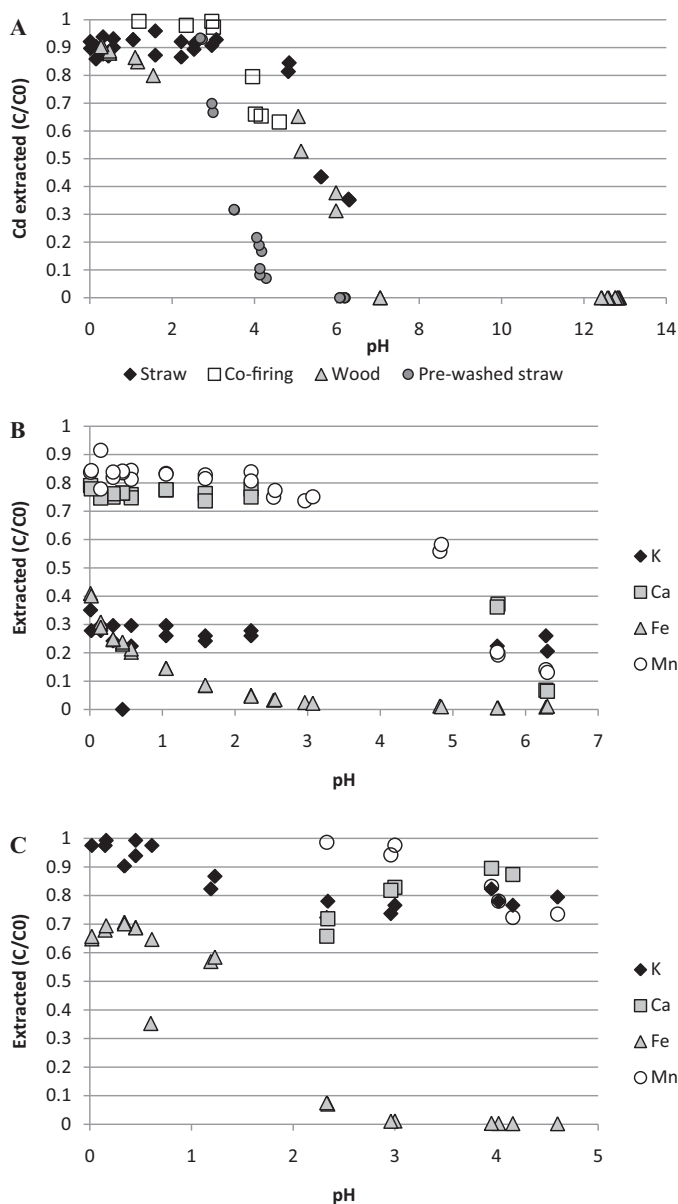 A
Cd extracted (C/C0)
1
0.9
0.8
0.7
0.6
0.5
0.4
0.3
0.2
0.1
0
0 2 4 6 8 10 12 14
pH
Straw Co-firing Wood Pre-washed straw
B
Extracted (C/C0)
1
0.9
0.8
0.7
0.6
0.5
0.4
0.3
0.2
0.1
0
0 1 2 3 4 5 6 7
pH
K
Ca
Fe
Mn
C
Extracted (C/C0)
1
0.9
0.8
0.7
0.6
0.5
0.4
0.3
0.2
0.1
0
0 1 2 3 4 5
pH
K
Ca
Fe
Mn